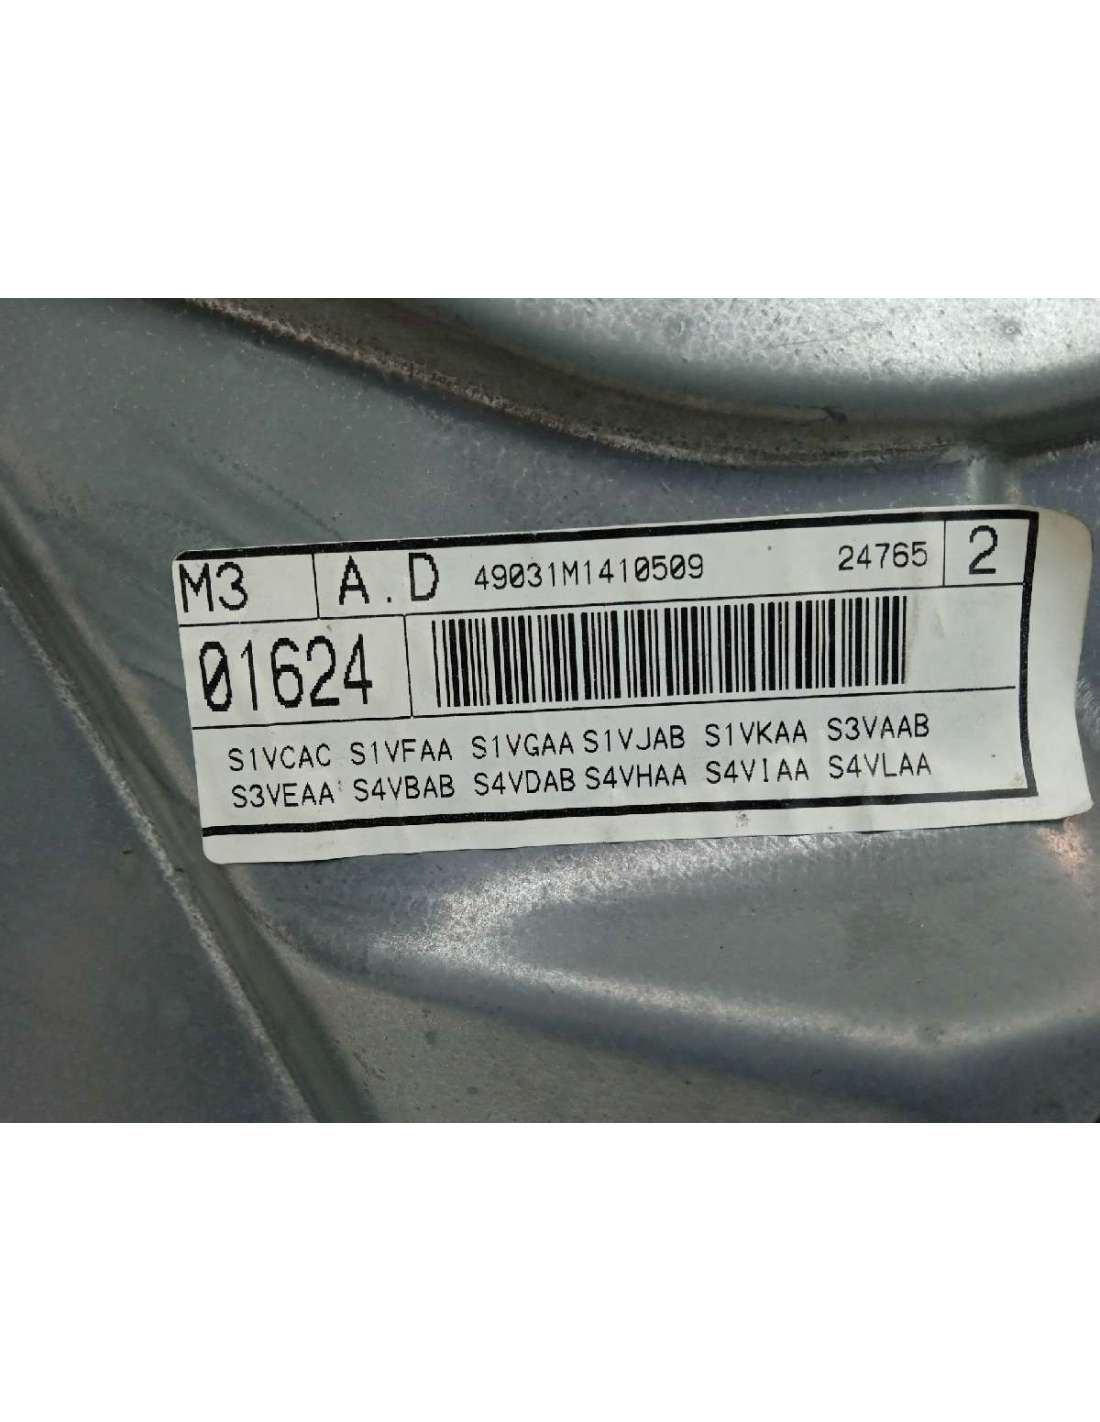 M3 A.D 49031M1410509 24765 2
01624
S1VCAC S1VFAA S1VGAA S1VJAB S1VKAA S3VAAB
S3VEAA S4VBAB S4VDAB S4VHAA S4VIAA S4VLAA